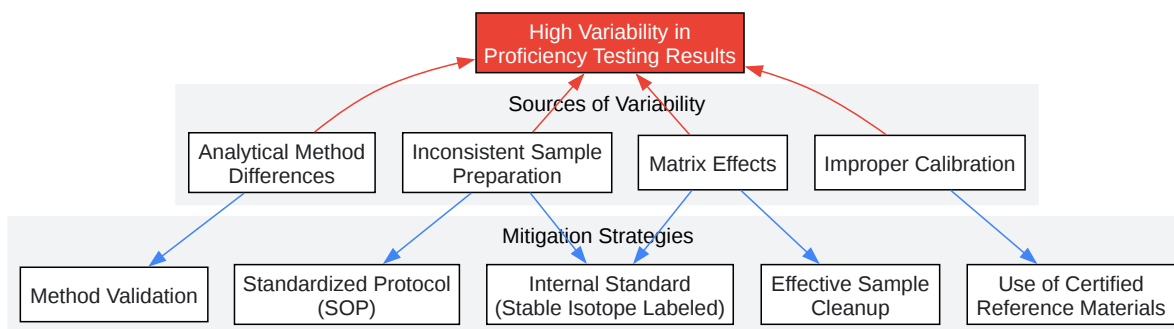 High Variability in
Proficiency Testing Results
Sources of Variability
Analytical Method
Differences
Inconsistent Sample
Preparation
Matrix Effects
Improper Calibration
Mitigation Strategies
Method Validation
Standardized Protocol
(SOP)
Internal Standard
(Stable Isotope Labeled)
Effective Sample
Cleanup
Use of Certified
Reference Materials